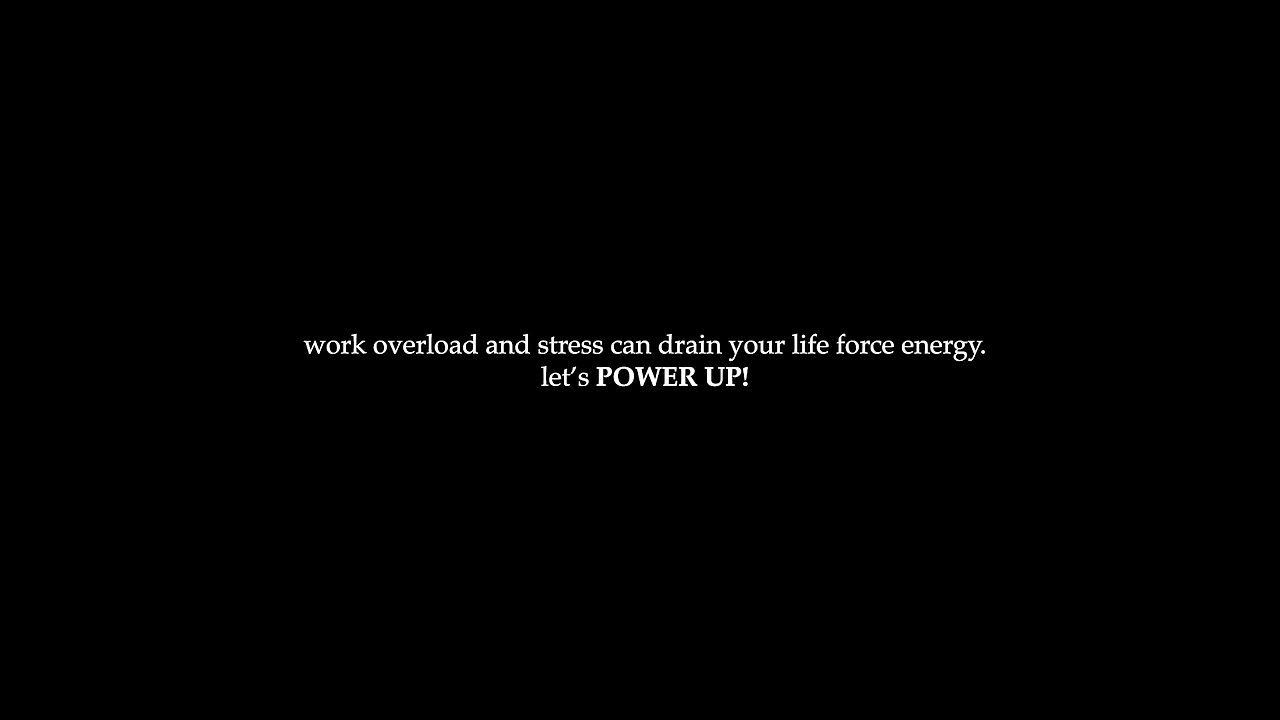 work overload and stress can drain your life force energy.
let’s POWER UP!